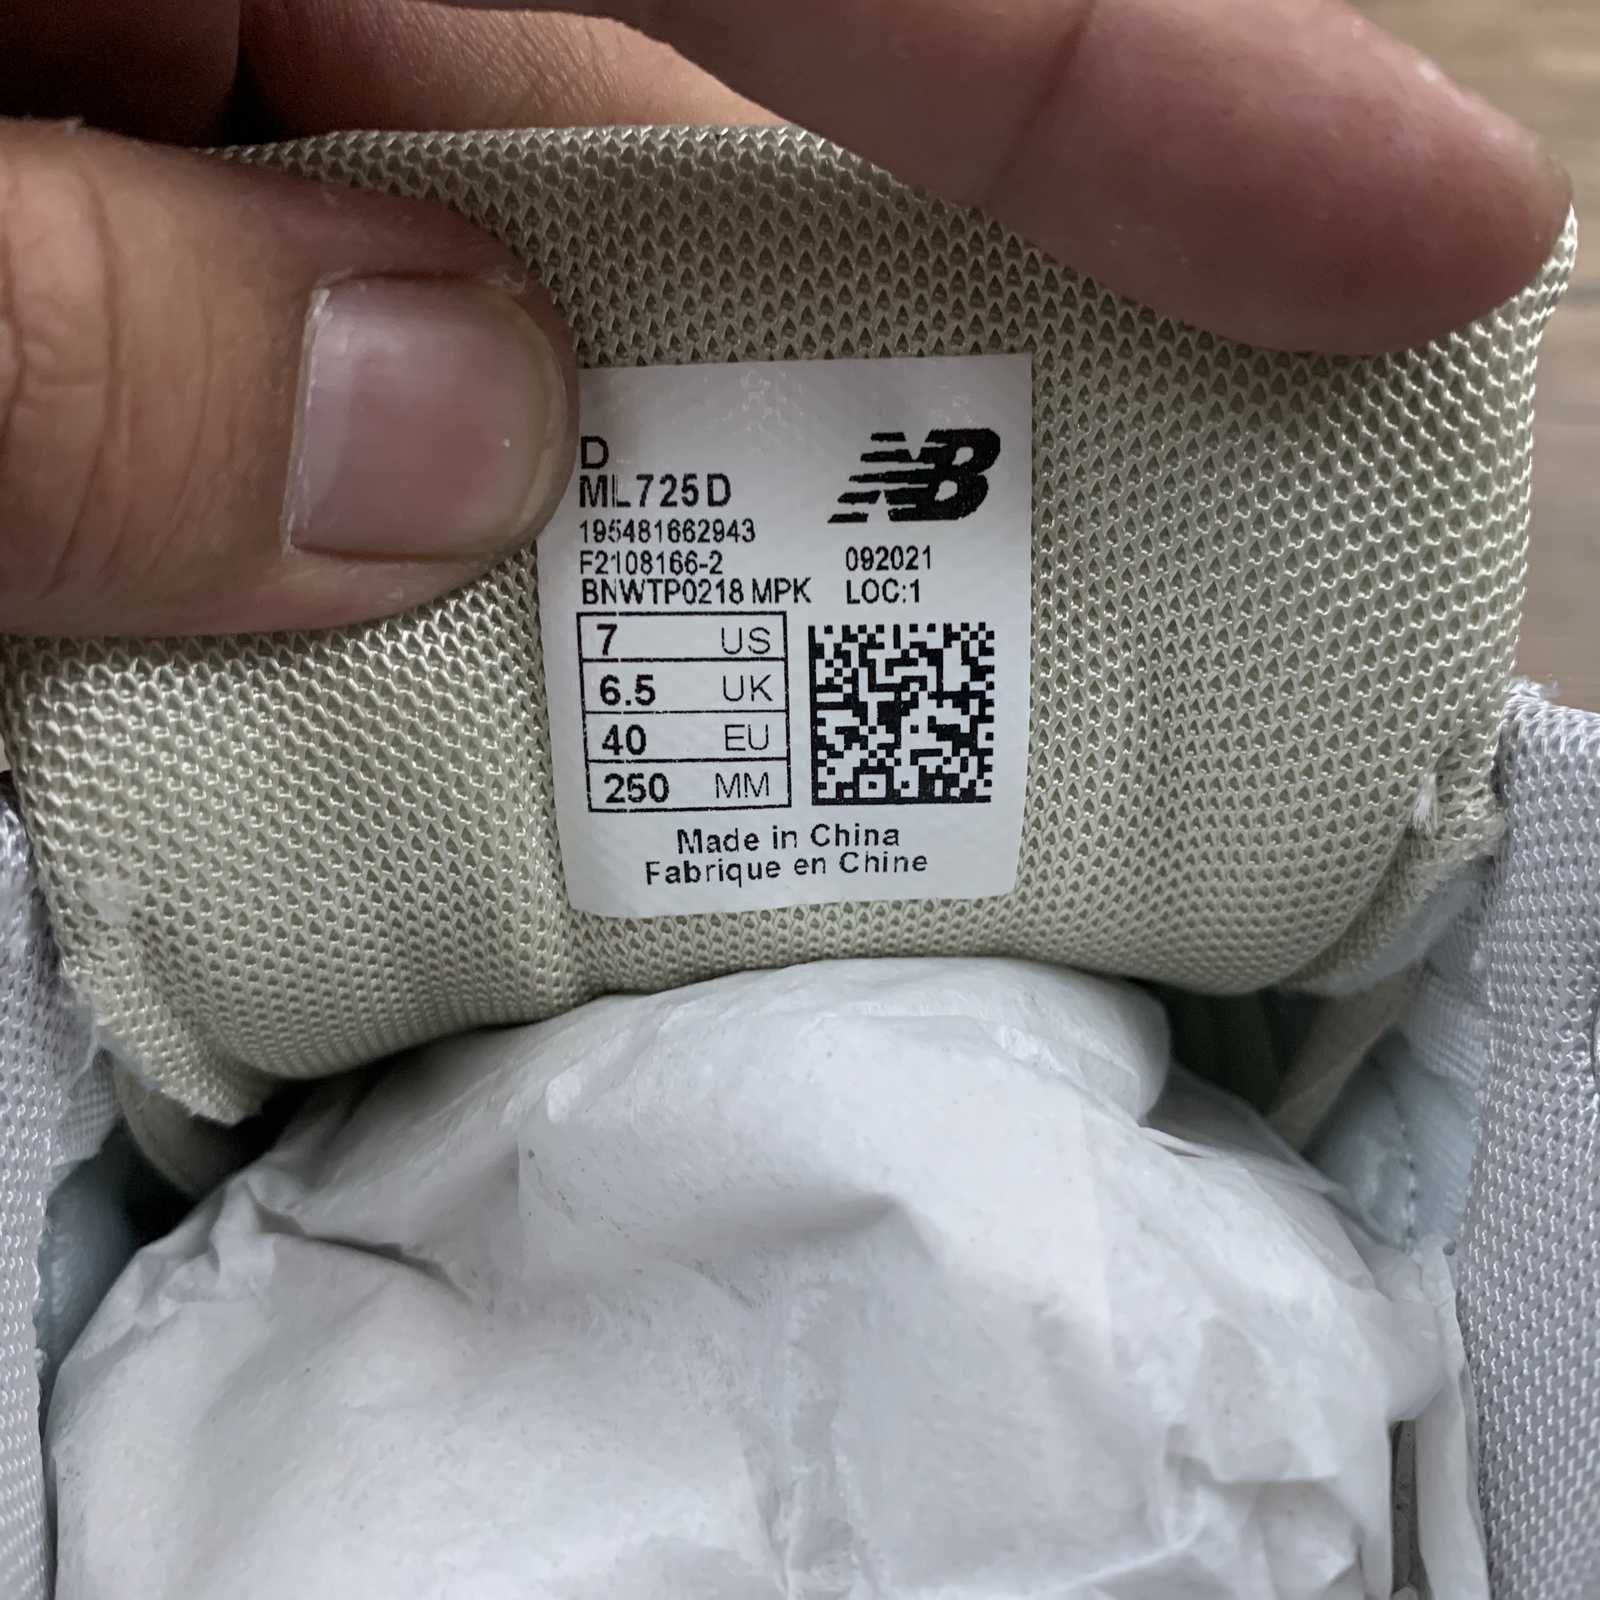 D
ML725D
NB
195481662943
F2108166-2 092021
BNWTP0218 MPK LOC:1
7 US
6.5 UK
40 EU
250 MM
Made in China
Fabrique en Chine